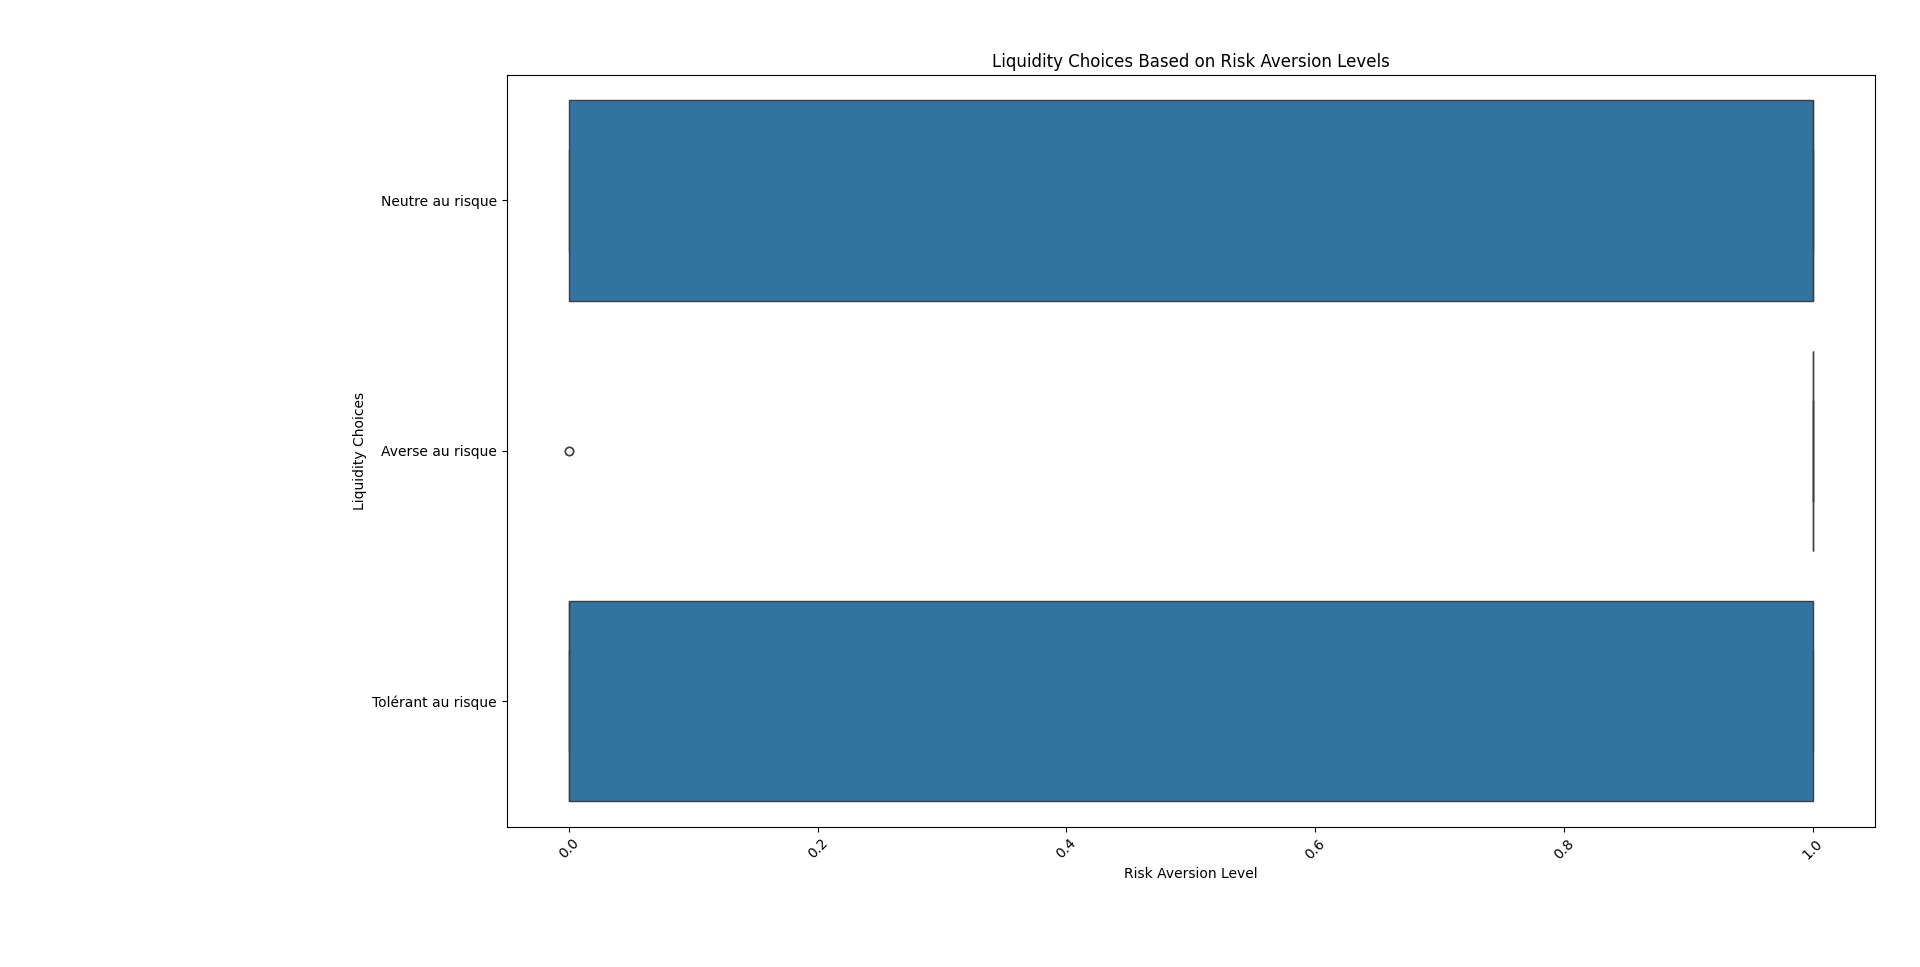 Liquidity Choices Based on Risk Aversion Levels
Liquidity Choices
Neutre au risque
Averse au risque
Tolérant au risque
0.0
0.2
0.4
0.6
0.8
1.0
Risk Aversion Level